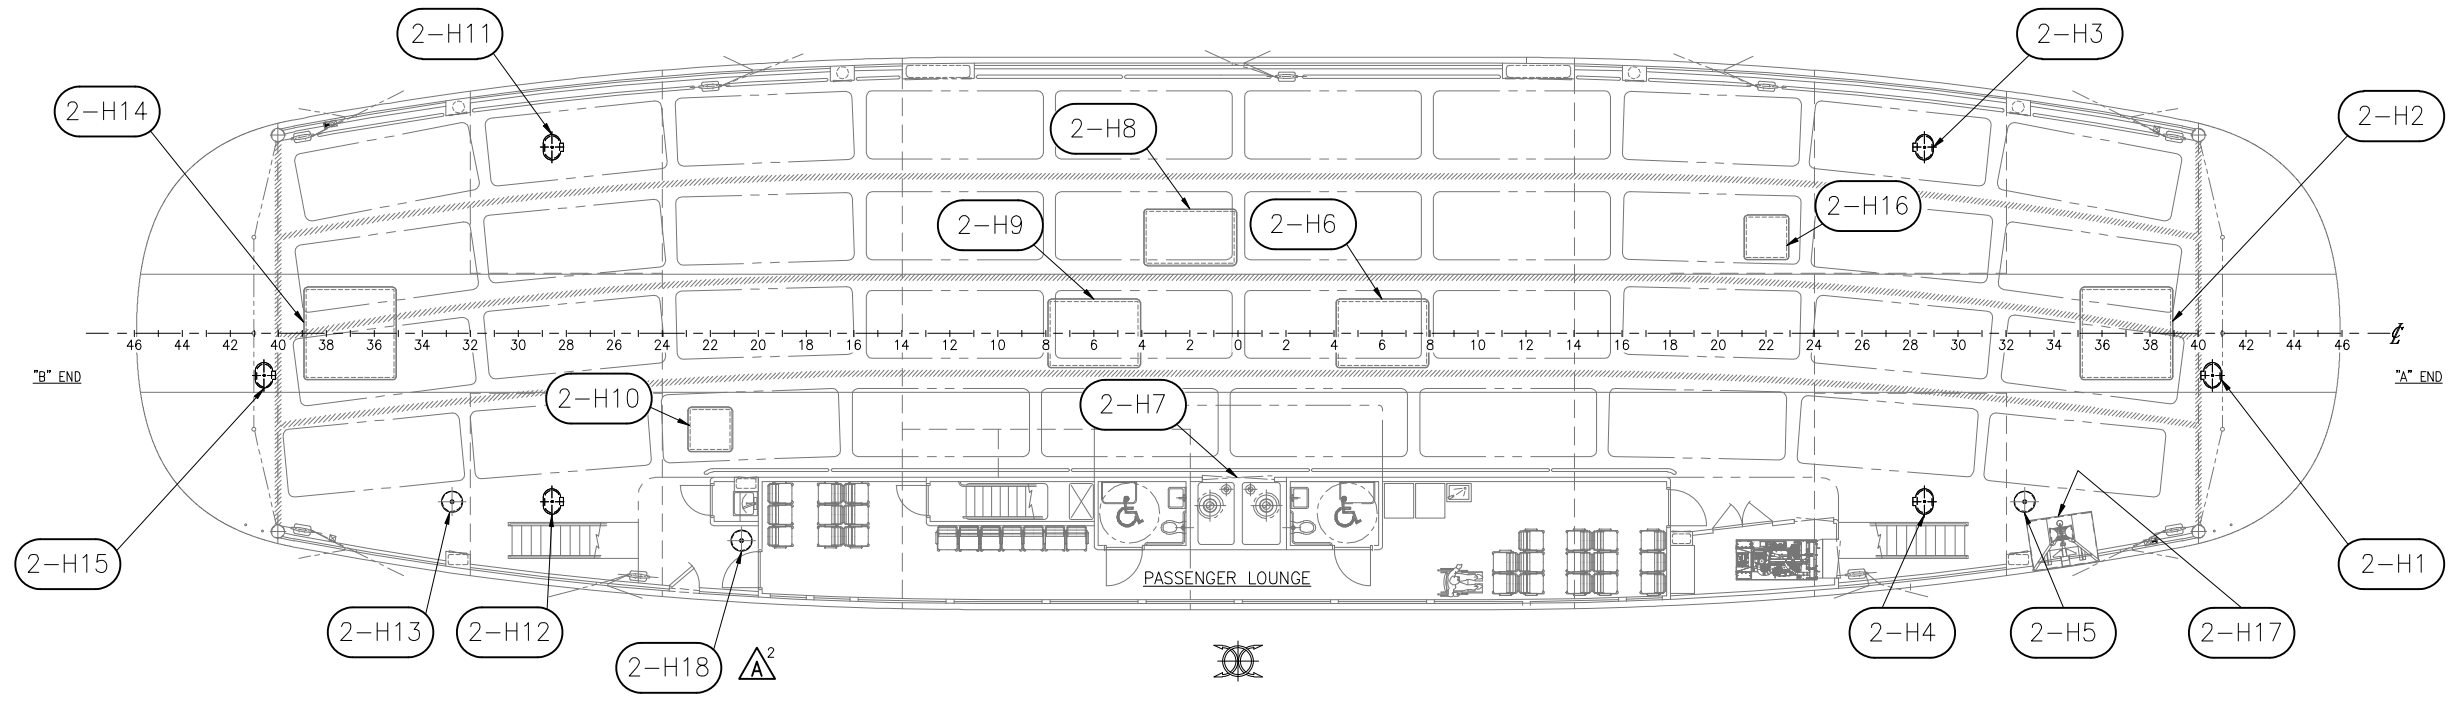 2-H11
2-H3
2-H14
2-H8
2-H2
2-H9
2-H6
2-H16
46 44 42 40 38 36 34 32 30 28 26 24 22 20 18 16 14 12 10 8 6 4 2 0 2 4 6 8 10 12 14 16 18 20 22 24 26 28 30 32 34 36 38 40 42 44 46
"B" END
"A" END
2-H10
2-H7
2-H15
PASSENGER LOUNGE
2-H1
2-H13
2-H12
2-H18
A 2
2-H4
2-H5
2-H17